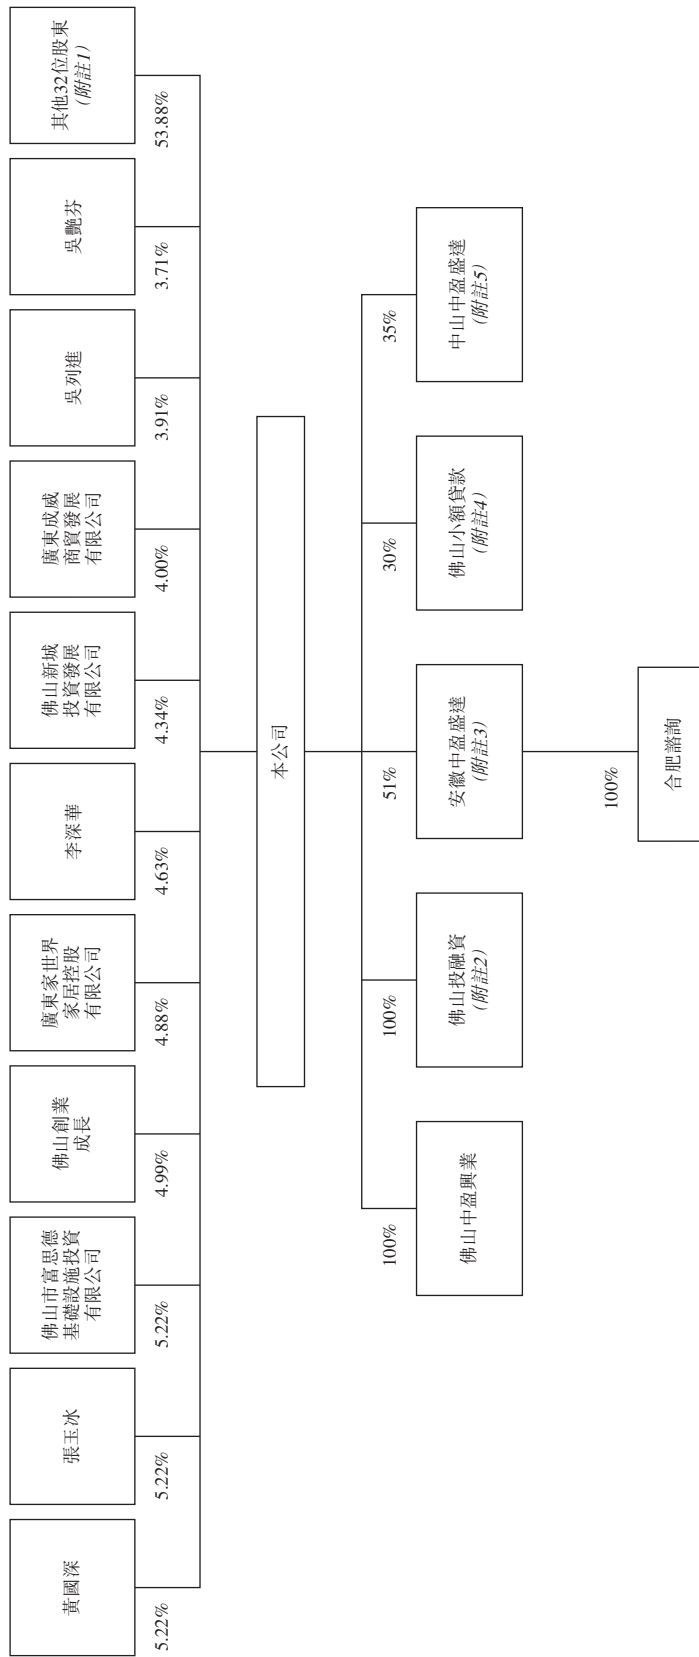 黃國深
5.22%
張玉冰
5.22%
佛山市富思德
基礎設施投資
有限公司
5.22%
佛山創業
成長
4.99%
廣東家世界
家居控股
有限公司
4.88%
李深華
4.63%
佛山新城
投資發展
有限公司
4.34%
廣東成威
商貿發展
有限公司
4.00%
吳列進
3.91%
吳艷芬
3.71%
其他32位股東
(附註1)
53.88%
本公司
100%
佛山中盈興業
100%
佛山投融資
(附註2)
51%
安徽中盈盛達
(附註3)
30%
佛山小額貸款
(附註4)
35%
中山中盈盛達
(附註5)
100%
合肥諮詢